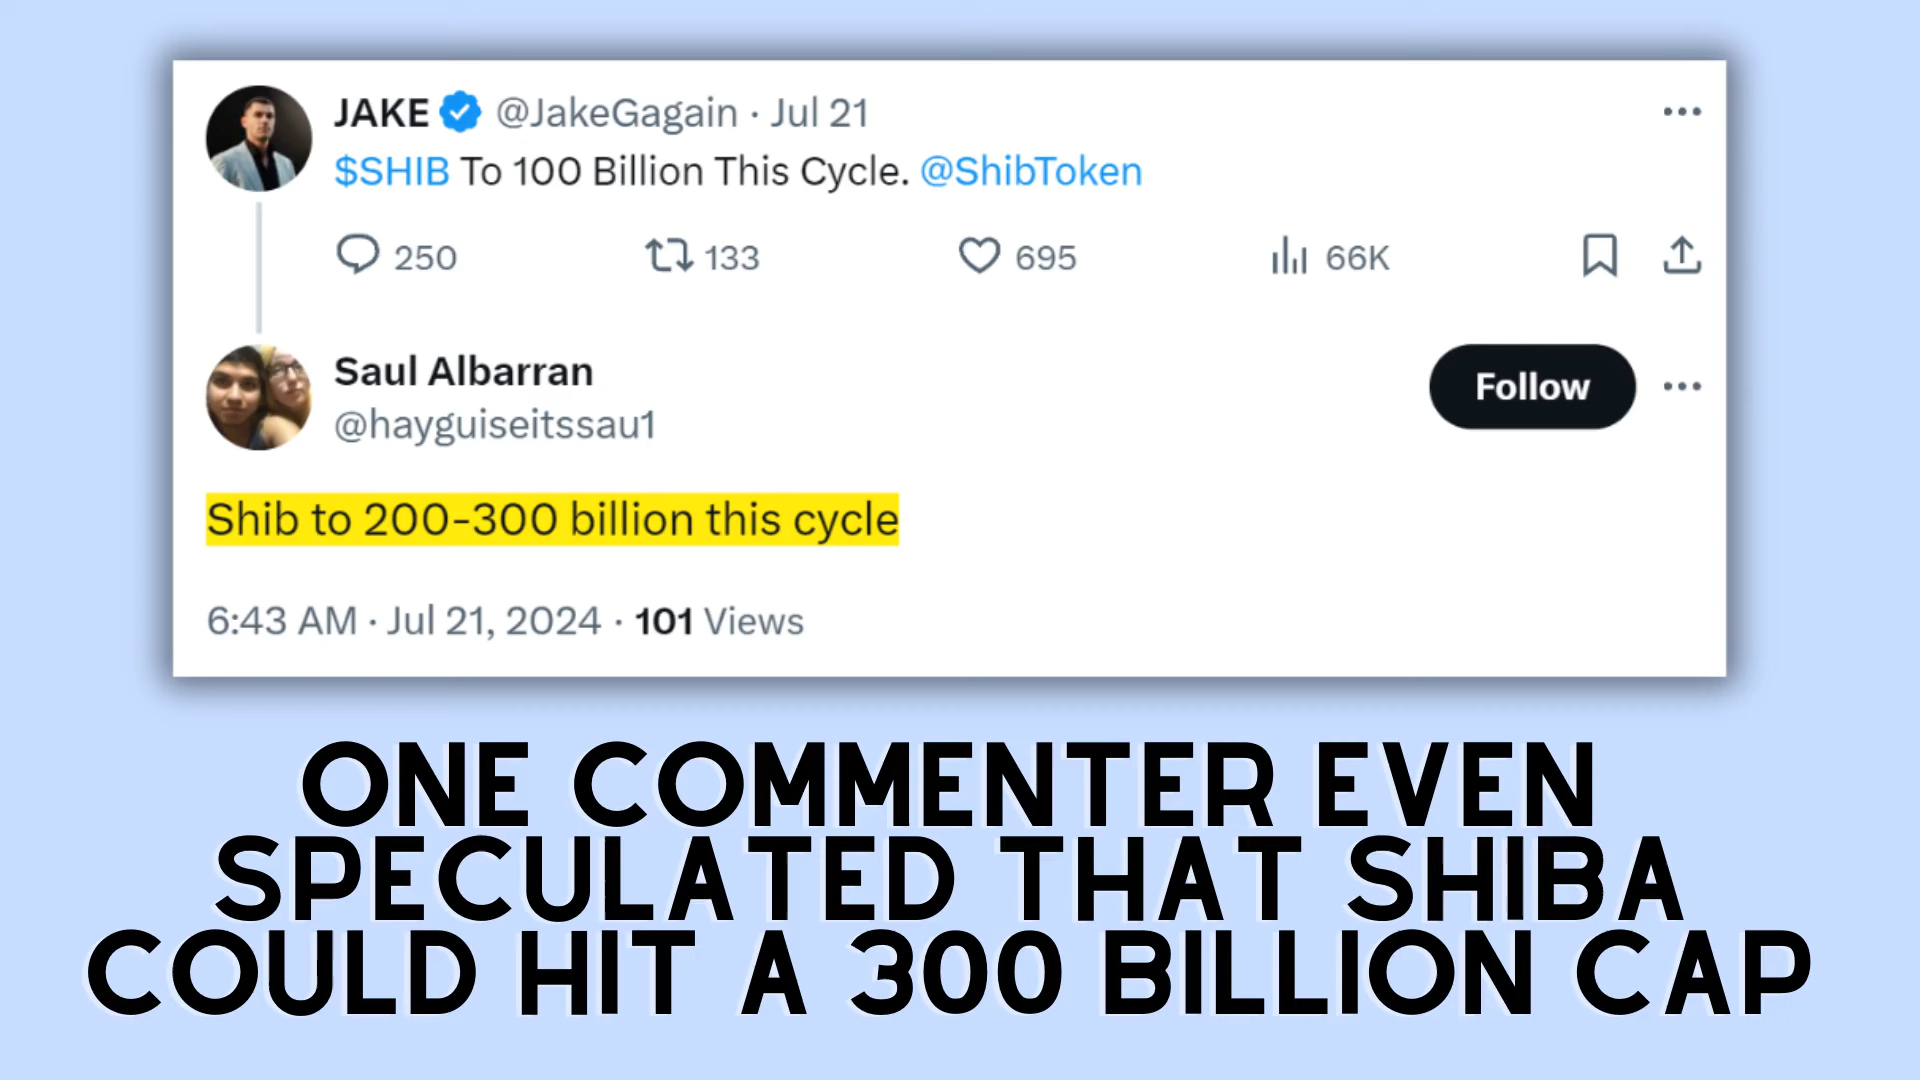 JAKE @JakeGagain · Jul 21
$SHIB To 100 Billion This Cycle. @ShibToken
250 133 695 66K
Saul Albarran
@hayguiseitssau1
Follow
Shib to 200-300 billion this cycle
6:43 AM · Jul 21, 2024 · 101 Views
ONE COMMENTER EVEN
SPECULATED THAT SHIBA
COULD HIT A 300 BILLION CAP